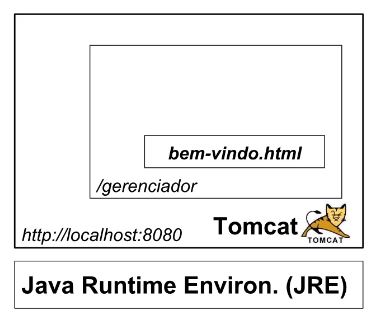 bem-vindo.html
/gerenciador
Tomcat
TOMCAT
http://localhost:8080
Java Runtime Environ. (JRE)